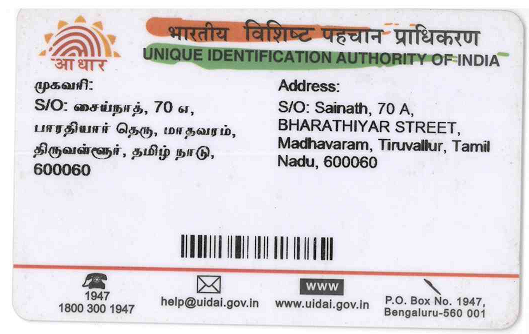 भारतीय विशिष्ट पहचान प्राधिकरण
UNIQUE IDENTIFICATION AUTHORITY OF INDIA
आधार
முகவரி:
S/O: சைய்நாத், 70 எ,
பாரதியார் தெரு, மாதவரம்,
திருவள்ளூர், தமிழ் நாடு,
600060
Address:
S/O: Sainath, 70 A,
BHARATHIYAR STREET,
Madhavaram, Tiruvallur, Tamil
Nadu, 600060
1947
1800 300 1947
help@uidai.gov.in
WWW
www.uidai.gov.in
P.O. Box No. 1947,
Bengaluru-560 001